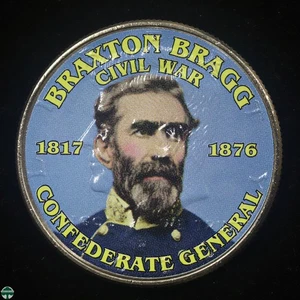 BRAXTON BRAGG
CIVIL WAR
1817 1876
CONFEDERATE GENERAL